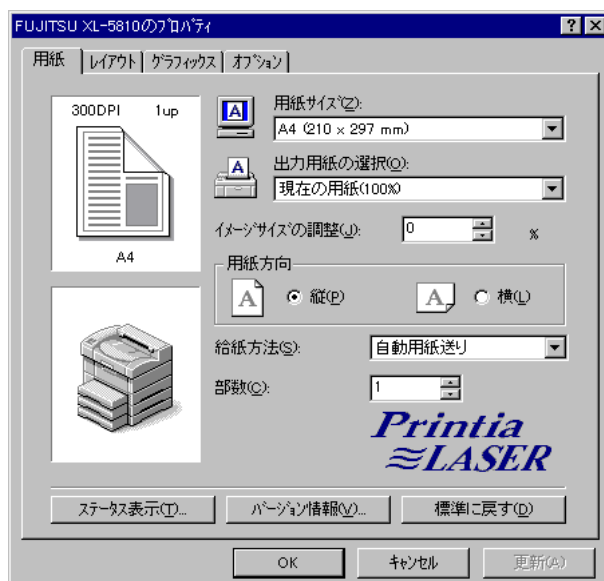 FUJITSU XL-5810のﾌﾟﾛﾊﾟﾃｨ
用紙 ﾚｲｱｳﾄ ｸﾞﾗﾌｨｯｸｽ ｵﾌﾟｼｮﾝ
300DPI 1up
A4
用紙ｻｲｽﾞ(Z):
A4 (210 x 297 mm)
出力用紙の選択(O):
現在の用紙(100%)
ｲﾒｰｼﾞｻｲｽﾞの調整(J): 0 %
用紙方向
A 縦(P) A 横(L)
給紙方法(S): 自動用紙送り
部数(C): 1
Printia
LASER
ｽﾃｰﾀｽ表示(T)... ﾊﾞｰｼﾞｮﾝ情報(V)... 標準に戻す(D)
OK ｷｬﾝｾﾙ 更新(A)